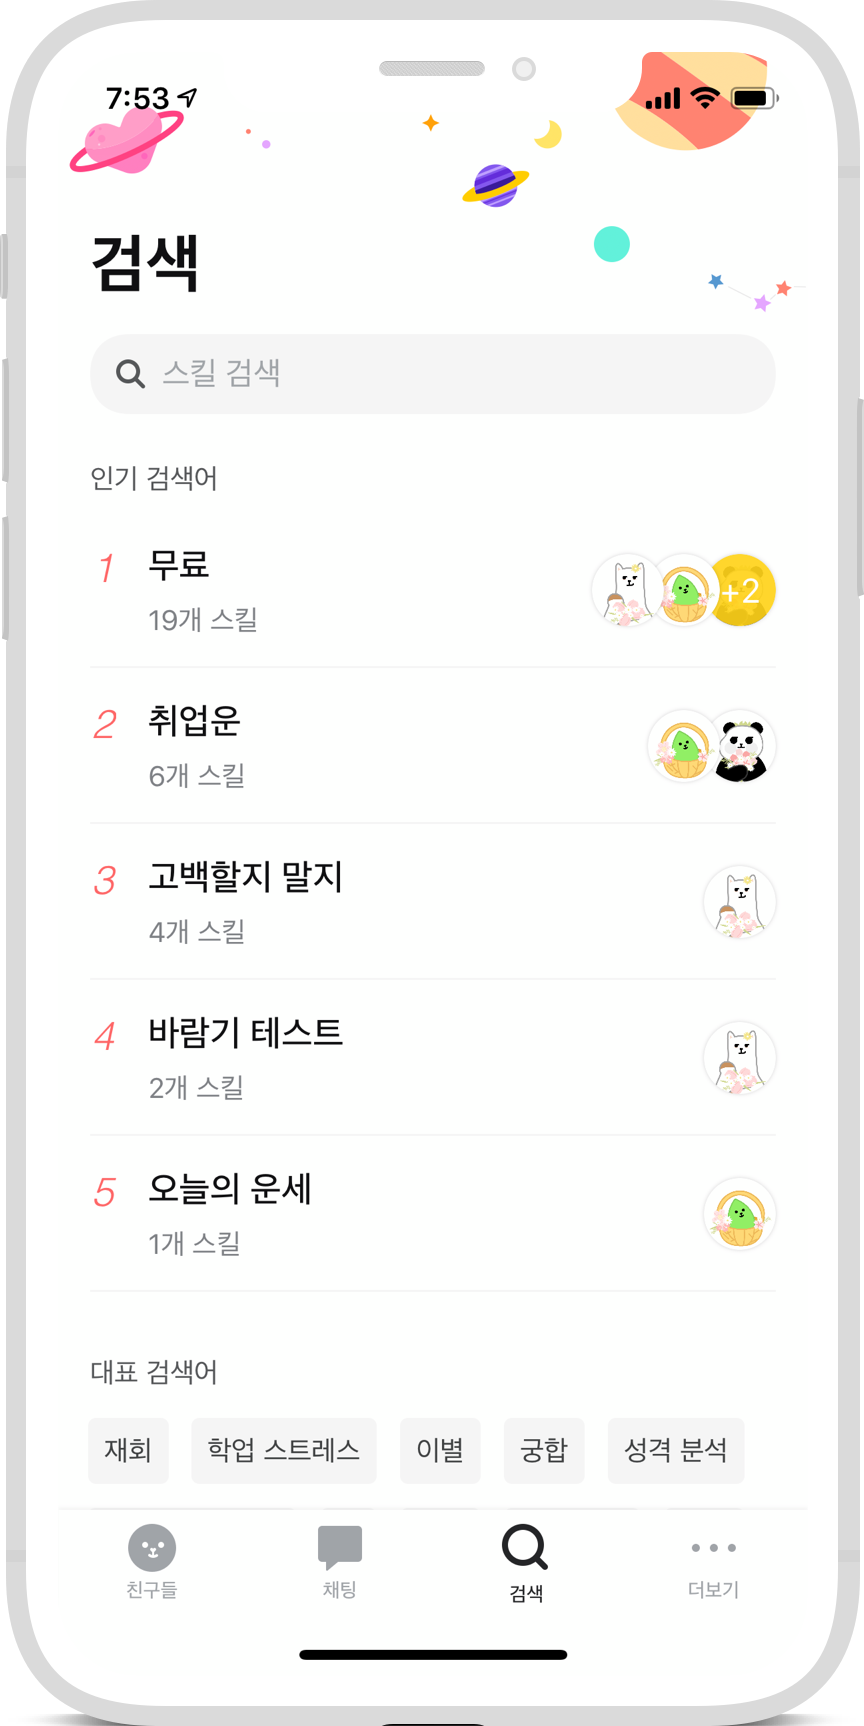 7:53
검색
스킬 검색
인기 검색어
1 무료
19개 스킬
+2
2 취업운
6개 스킬
3 고백할지 말지
4개 스킬
4 바람기 테스트
2개 스킬
5 오늘의 운세
1개 스킬
대표 검색어
재회 학업 스트레스 이별 궁합 성격 분석
친구들 채팅 검색 더보기